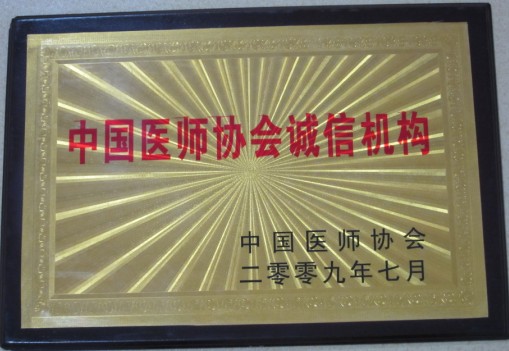 中国医师协会诚信机构
中国医师协会
二零零九年七月